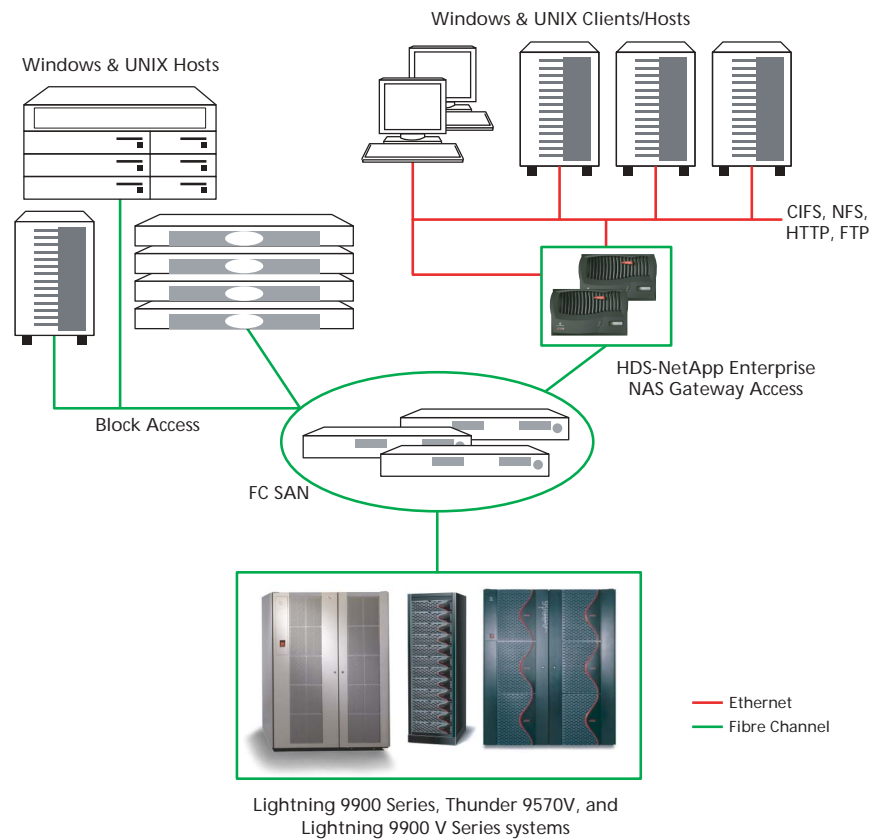 Windows & UNIX Clients/Hosts
Windows & UNIX Hosts
CIFS, NFS,
HTTP, FTP
HDS-NetApp Enterprise
NAS Gateway Access
Block Access
FC SAN
Ethernet
Fibre Channel
Lightning 9900 Series, Thunder 9570V, and
Lightning 9900 V Series systems